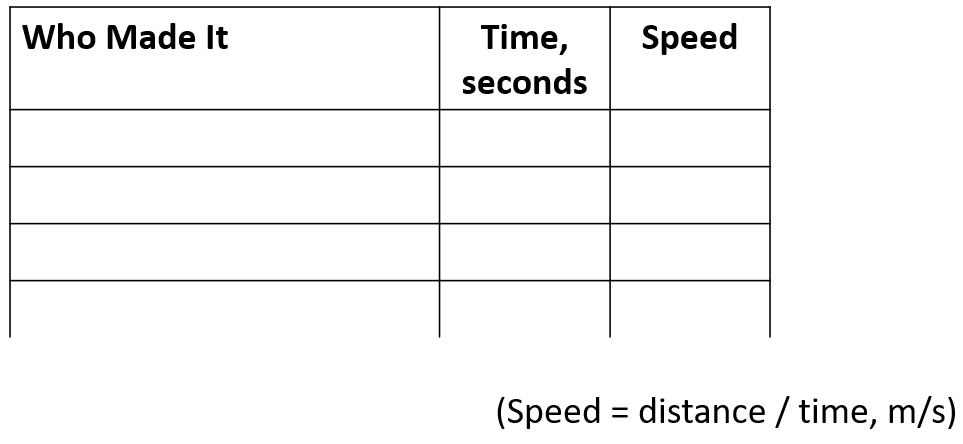 Who Made It
Time,
seconds
Speed
(Speed = distance / time, m/s)